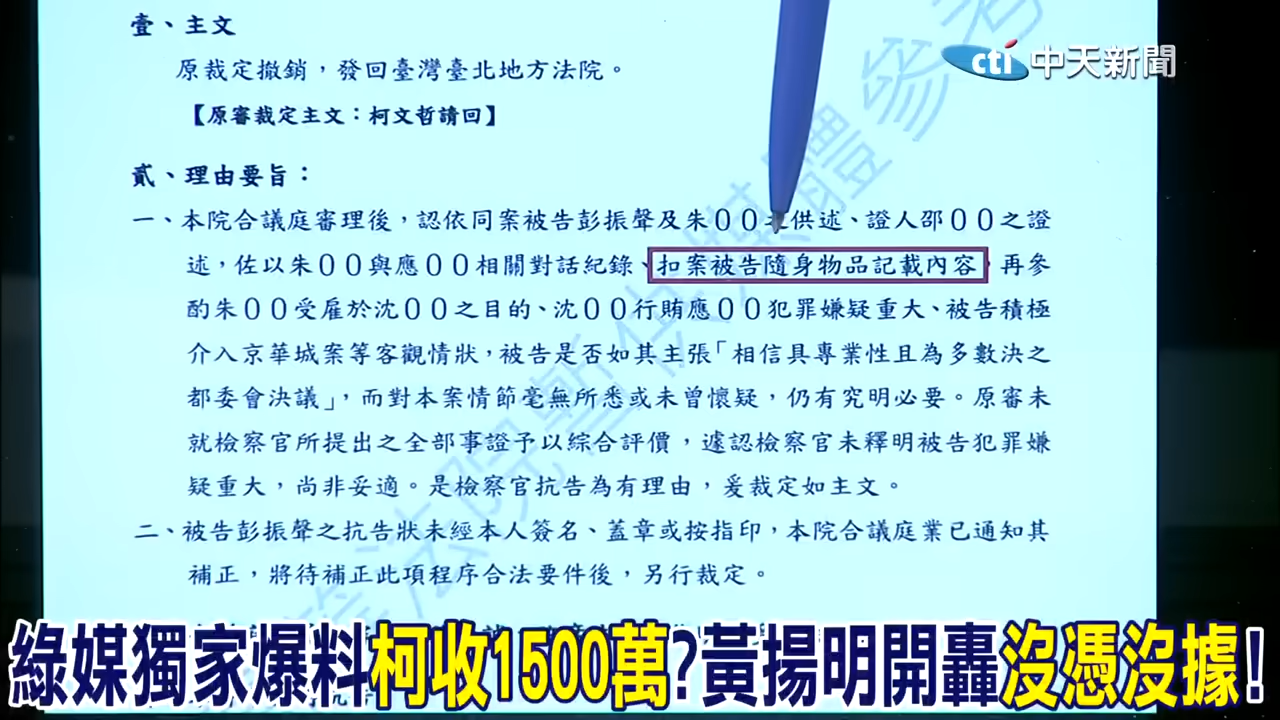 壹、主文
cti 中天新聞
原裁定撤銷，發回臺灣臺北地方法院。
【原審裁定主文：柯文哲請回】
貳、理由要旨：
一、本院合議庭審理後，認依同案被告彭振聲及朱００之供述、證人邵００之證
述，佐以朱００與應００相關對話紀錄、扣案被告隨身物品記載內容，再參
酌朱００受雇於沈００之目的、沈００行賄應００犯罪嫌疑重大、被告積極
介入京華城案等客觀情狀，被告是否如其主張「相信具專業性且為多數決之
都委會決議」，而對本案情節毫無所悉或未曾懷疑，仍有究明必要。原審未
就檢察官所提出之全部事證予以綜合評價，遽認檢察官未釋明被告犯罪嫌
疑重大，尚非妥適。是檢察官抗告為有理由，爰裁定如主文。
二、被告彭振聲之抗告狀未經本人簽名、蓋章或按指印，本院合議庭業已通知其
補正，將待補正此項程序合法要件後，另行裁定。
綠媒獨家爆料柯收1500萬？黃揚明開轟沒憑沒據！